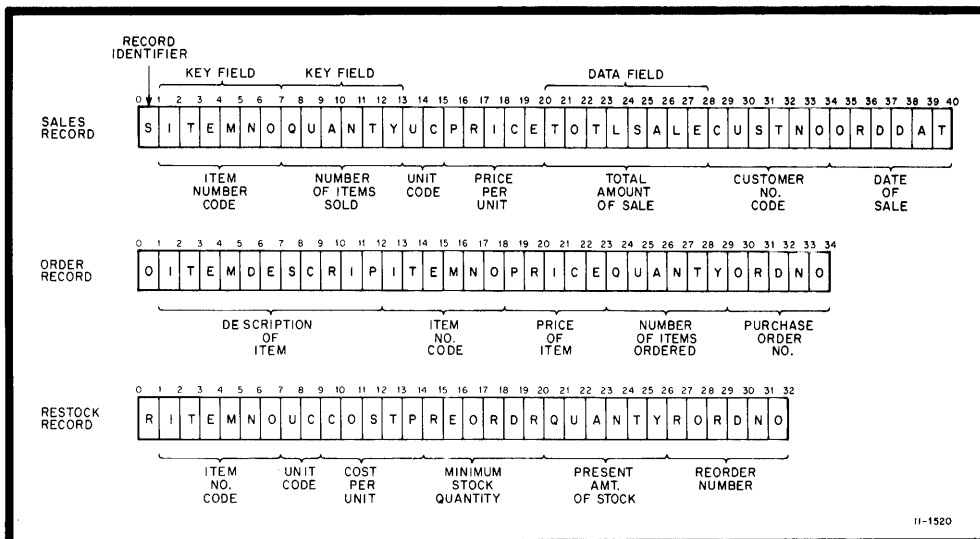 RECORD
IDENTIFIER
KEY FIELD KEY FIELD DATA FIELD
0 1 2 3 4 5 6 7 8 9 10 11 12 13 14 15 16 17 18 19 20 21 22 23 24 25 26 27 28 29 30 31 32 33 34 35 36 37 38 39 40
SALES
RECORD
S I T E M N O Q U A N T Y U C P R I C E T O T L S A L E C U S T N O O R D D A T
ITEM
NUMBER
CODE
NUMBER
OF ITEMS
SOLD
UNIT
CODE
PRICE
PER
UNIT
TOTAL
AMOUNT
OF SALE
CUSTOMER
NO.
CODE
DATE
OF
SALE
0 1 2 3 4 5 6 7 8 9 10 11 12 13 14 15 16 17 18 19 20 21 22 23 24 25 26 27 28 29 30 31 32 33 34
ORDER
RECORD
O I T E M D E S C R I P I T E M N O P R I C E Q U A N T Y O R D N O
DESCRIPTION
OF
ITEM
ITEM
NO.
CODE
PRICE
OF
ITEM
NUMBER
OF ITEMS
ORDERED
PURCHASE
ORDER
NO.
0 1 2 3 4 5 6 7 8 9 10 11 12 13 14 15 16 17 18 19 20 21 22 23 24 25 26 27 28 29 30 31 32
RESTOCK
RECORD
R I T E M N O U C C O S T P R E O R D R Q U A N T Y R O R D N O
ITEM
NO.
CODE
UNIT
CODE
COST
PER
UNIT
MINIMUM
STOCK
QUANTITY
PRESENT
AMT.
OF STOCK
REORDER
NUMBER
11-1520